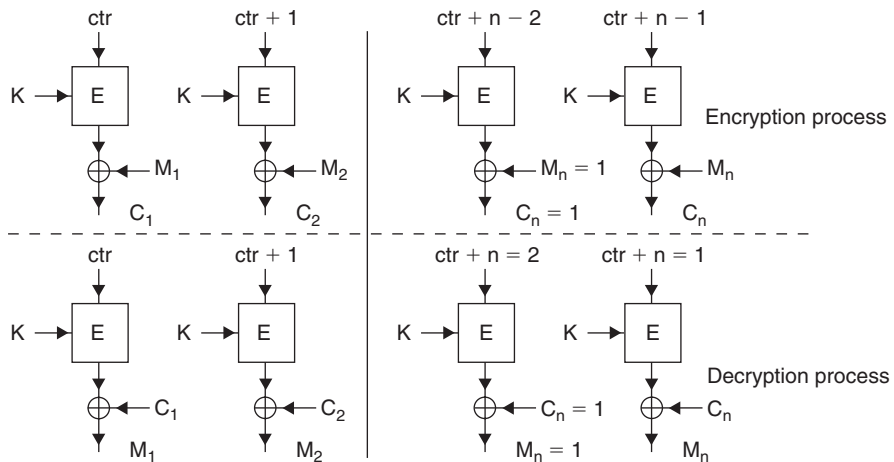 ctr ctr + 1 ctr + n − 2 ctr + n − 1
K E K E K E K E
Encryption process
M₁ M₂ Mₙ = 1 Mₙ
C₁ C₂ Cₙ = 1 Cₙ
ctr ctr + 1 ctr + n = 2 ctr + n = 1
K E K E K E K E
Decryption process
C₁ C₂ Cₙ = 1 Cₙ
M₁ M₂ Mₙ = 1 Mₙ